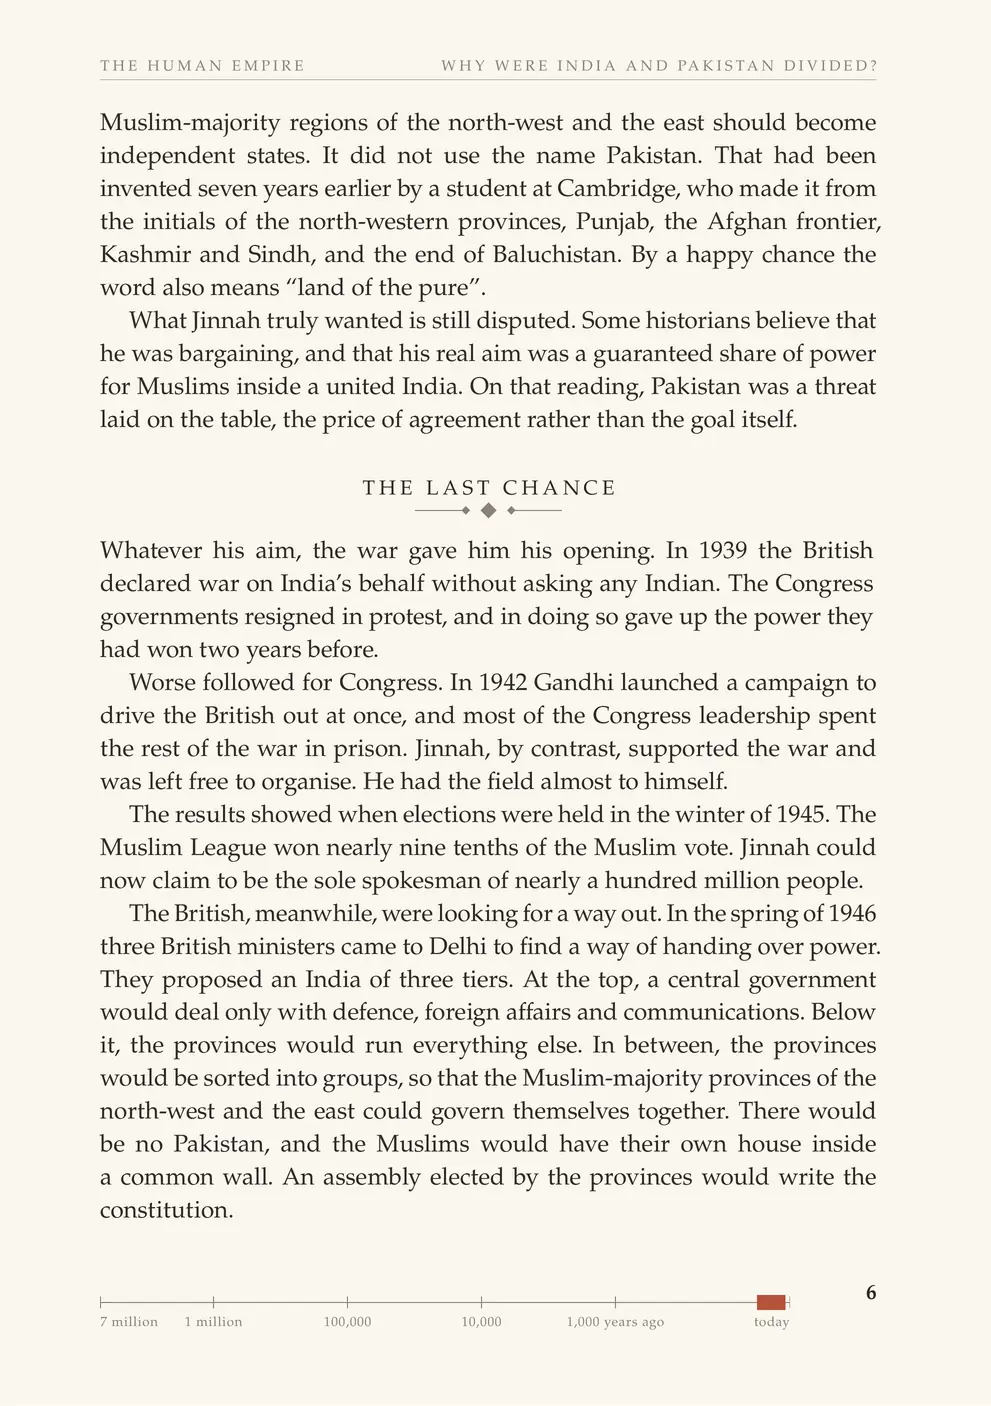 THE HUMAN EMPIRE
WHY WERE INDIA AND PAKISTAN DIVIDED?
Muslim-majority regions of the north-west and the east should become
independent states. It did not use the name Pakistan. That had been
invented seven years earlier by a student at Cambridge, who made it from
the initials of the north-western provinces, Punjab, the Afghan frontier,
Kashmir and Sindh, and the end of Baluchistan. By a happy chance the
word also means “land of the pure”.
What Jinnah truly wanted is still disputed. Some historians believe that
he was bargaining, and that his real aim was a guaranteed share of power
for Muslims inside a united India. On that reading, Pakistan was a threat
laid on the table, the price of agreement rather than the goal itself.
THE LAST CHANCE
Whatever his aim, the war gave him his opening. In 1939 the British
declared war on India’s behalf without asking any Indian. The Congress
governments resigned in protest, and in doing so gave up the power they
had won two years before.
Worse followed for Congress. In 1942 Gandhi launched a campaign to
drive the British out at once, and most of the Congress leadership spent
the rest of the war in prison. Jinnah, by contrast, supported the war and
was left free to organise. He had the field almost to himself.
The results showed when elections were held in the winter of 1945. The
Muslim League won nearly nine tenths of the Muslim vote. Jinnah could
now claim to be the sole spokesman of nearly a hundred million people.
The British, meanwhile, were looking for a way out. In the spring of 1946
three British ministers came to Delhi to find a way of handing over power.
They proposed an India of three tiers. At the top, a central government
would deal only with defence, foreign affairs and communications. Below
it, the provinces would run everything else. In between, the provinces
would be sorted into groups, so that the Muslim-majority provinces of the
north-west and the east could govern themselves together. There would
be no Pakistan, and the Muslims would have their own house inside
a common wall. An assembly elected by the provinces would write the
constitution.
6
7 million
1 million
100,000
10,000
1,000 years ago
today